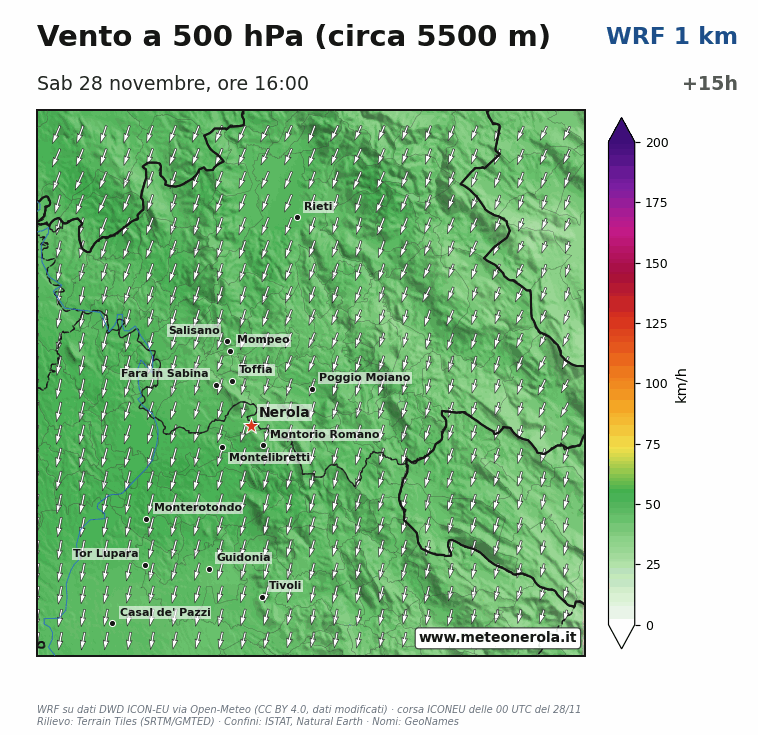 Vento a 500 hPa (circa 5500 m)
WRF 1 km
Sab 28 novembre, ore 16:00
+15h
Rieti
Salisano
Mompeo
Toffia
Fara in Sabina
Poggio Moiano
Nerola
Montorio Romano
Montelibretti
Monterotondo
Tor Lupara
Guidonia
Tivoli
Casal de' Pazzi
www.meteonerola.it
200
175
150
125
100
75
50
25
0
km/h
WRF su dati DWD ICON-EU via Open-Meteo (CC BY 4.0, dati modificati) · corsa ICONEU delle 00 UTC del 28/11
Rilievo: Terrain Tiles (SRTM/GMTED) · Confini: ISTAT, Natural Earth · Nomi: GeoNames